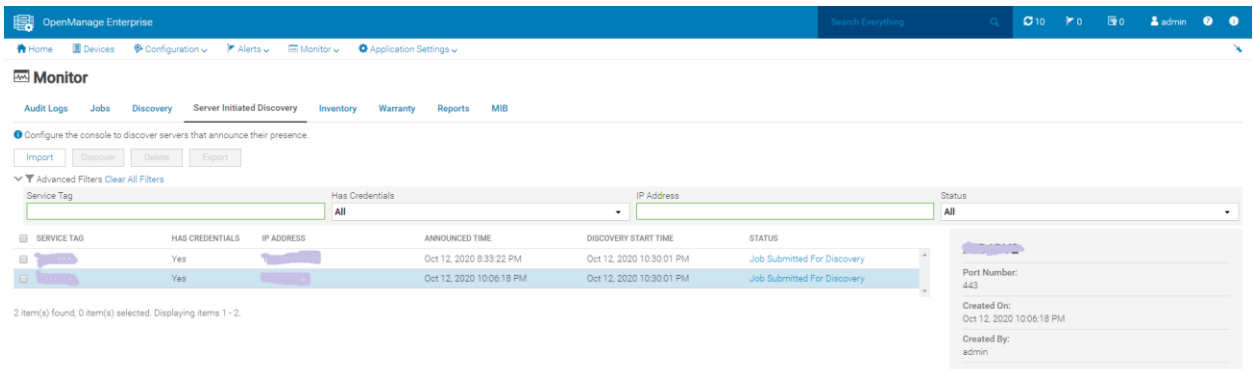 OpenManage Enterprise Search Everything 10 0 0 admin
Home Devices Configuration Alerts Monitor Application Settings
Monitor
Audit Logs Jobs Discovery Server Initiated Discovery Inventory Warranty Reports MIB
Configure the console to discover servers that announce their presence.
Import Discover Delete Export
Advanced Filters Clear All Filters
Service Tag Has Credentials IP Address Status
All All
SERVICE TAG HAS CREDENTIALS IP ADDRESS ANNOUNCED TIME DISCOVERY START TIME STATUS
Yes Oct 12, 2020 8:33:22 PM Oct 12, 2020 10:30:01 PM Job Submitted For Discovery
Yes Oct 12, 2020 10:06:18 PM Oct 12, 2020 10:30:01 PM Job Submitted For Discovery
2 item(s) found, 0 item(s) selected. Displaying items 1 - 2.
Port Number:
443
Created On:
Oct 12, 2020 10:06:18 PM
Created By:
admin